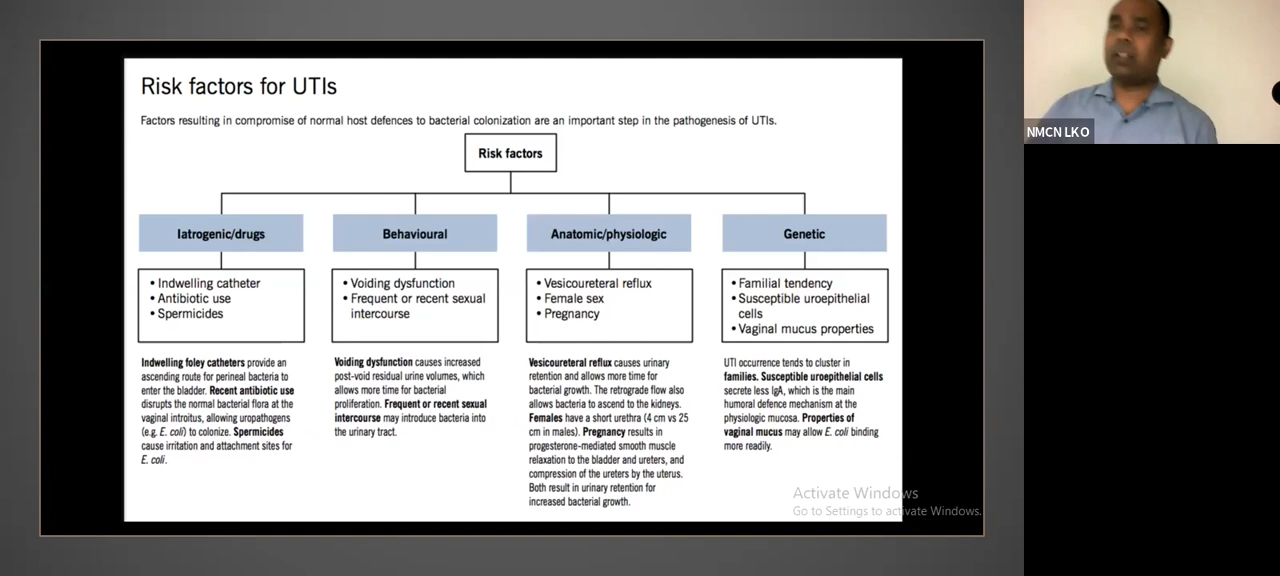 Risk factors for UTIs
Factors resulting in compromise of normal host defences to bacterial colonization are an important step in the pathogenesis of UTIs.
Risk factors
Iatrogenic/drugs
• Indwelling catheter
• Antibiotic use
• Spermicides
Indwelling foley catheters provide an
ascending route for perineal bacteria to
enter the bladder. Recent antibiotic use
disrupts the normal bacterial flora at the
vaginal introitus, allowing uropathogens
(e.g. E. coli) to colonize. Spermicides
cause irritation and attachment sites for
E. coli.
Behavioural
• Voiding dysfunction
• Frequent or recent sexual
intercourse
Voiding dysfunction causes increased
post-void residual urine volumes, which
allows more time for bacterial
proliferation. Frequent or recent sexual
intercourse may introduce bacteria into
the urinary tract.
Anatomic/physiologic
• Vesicoureteral reflux
• Female sex
• Pregnancy
Vesicoureteral reflux causes urinary
retention and allows more time for
bacterial growth. The retrograde flow also
allows bacteria to ascend to the kidneys.
Females have a short urethra (4 cm vs 25
cm in males). Pregnancy results in
progesterone-mediated smooth muscle
relaxation to the bladder and ureters, and
compression of the ureters by the uterus.
Both result in urinary retention for
increased bacterial growth.
Genetic
• Familial tendency
• Susceptible uroepithelial
cells
• Vaginal mucus properties
UTI occurrence tends to cluster in
families. Susceptible uroepithelial cells
secrete less IgA, which is the main
humoral defence mechanism at the
physiologic mucosa. Properties of
vaginal mucus may allow E. coli binding
more readily.
Activate Windows
Go to Settings to activate Windows.
NMCN LKO